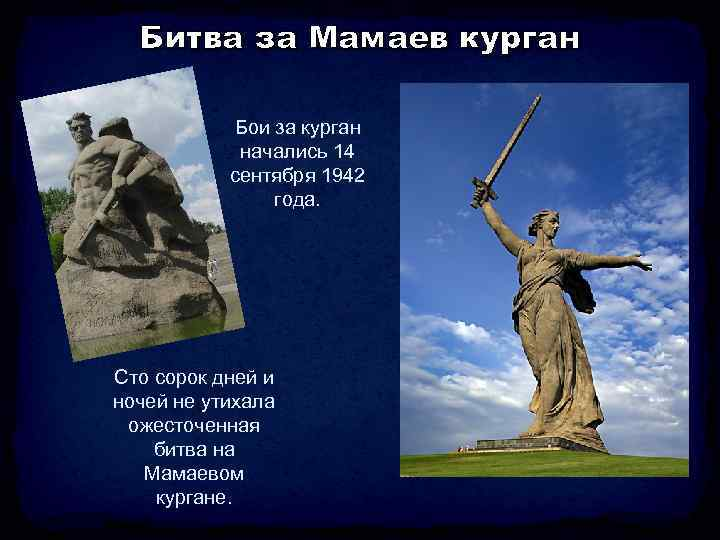 Битва за Мамаев курган
Бои за курган
начались 14
сентября 1942
года.
Сто сорок дней и
ночей не утихала
ожесточенная
битва на
Мамаевом
кургане.